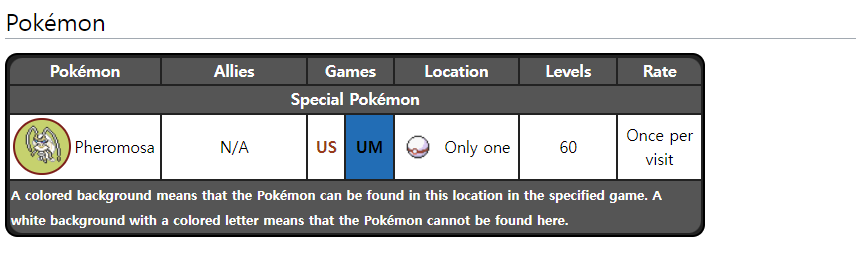 Pokémon
Pokémon Allies Games Location Levels Rate
Special Pokémon
Pheromosa N/A US UM Only one 60 Once per
visit
A colored background means that the Pokémon can be found in this location in the specified game. A
white background with a colored letter means that the Pokémon cannot be found here.